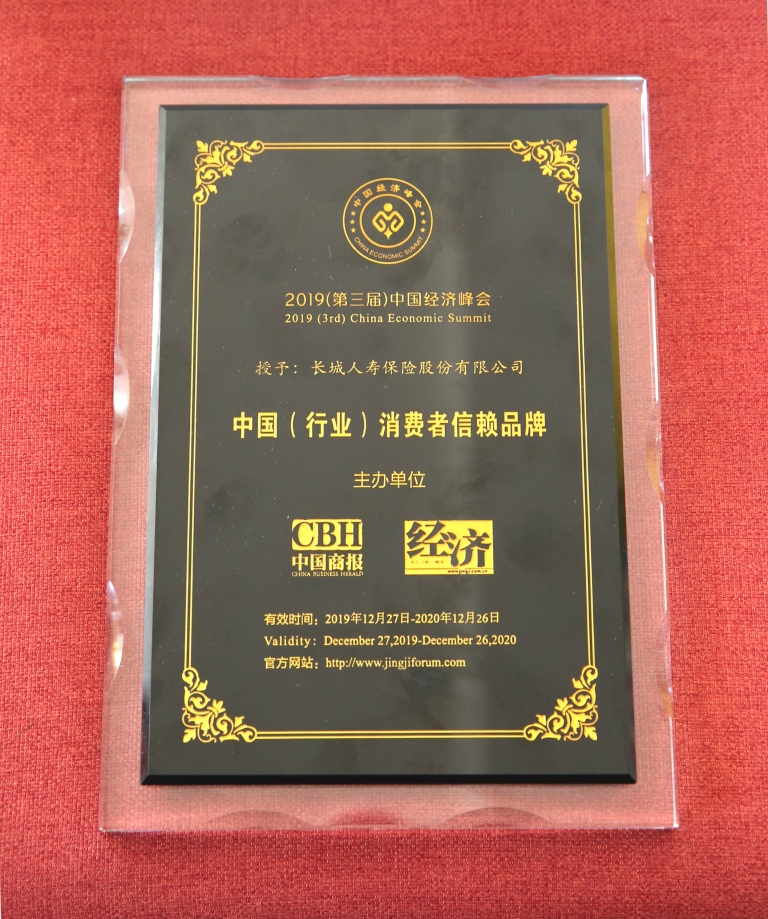 中国经济峰会
CHINA ECONOMIC SUMMIT
2019(第三届)中国经济峰会
2019 (3rd) China Economic Summit
授予：长城人寿保险股份有限公司
中国（行业）消费者信赖品牌
主办单位
CBH
中国商报
CHINA BUSINESS HERALD
经济
www.jingji.com.cn
有效时间：2019年12月27日-2020年12月26日
Validity：December 27,2019-December 26,2020
官方网站：http://www.jingjiforum.com